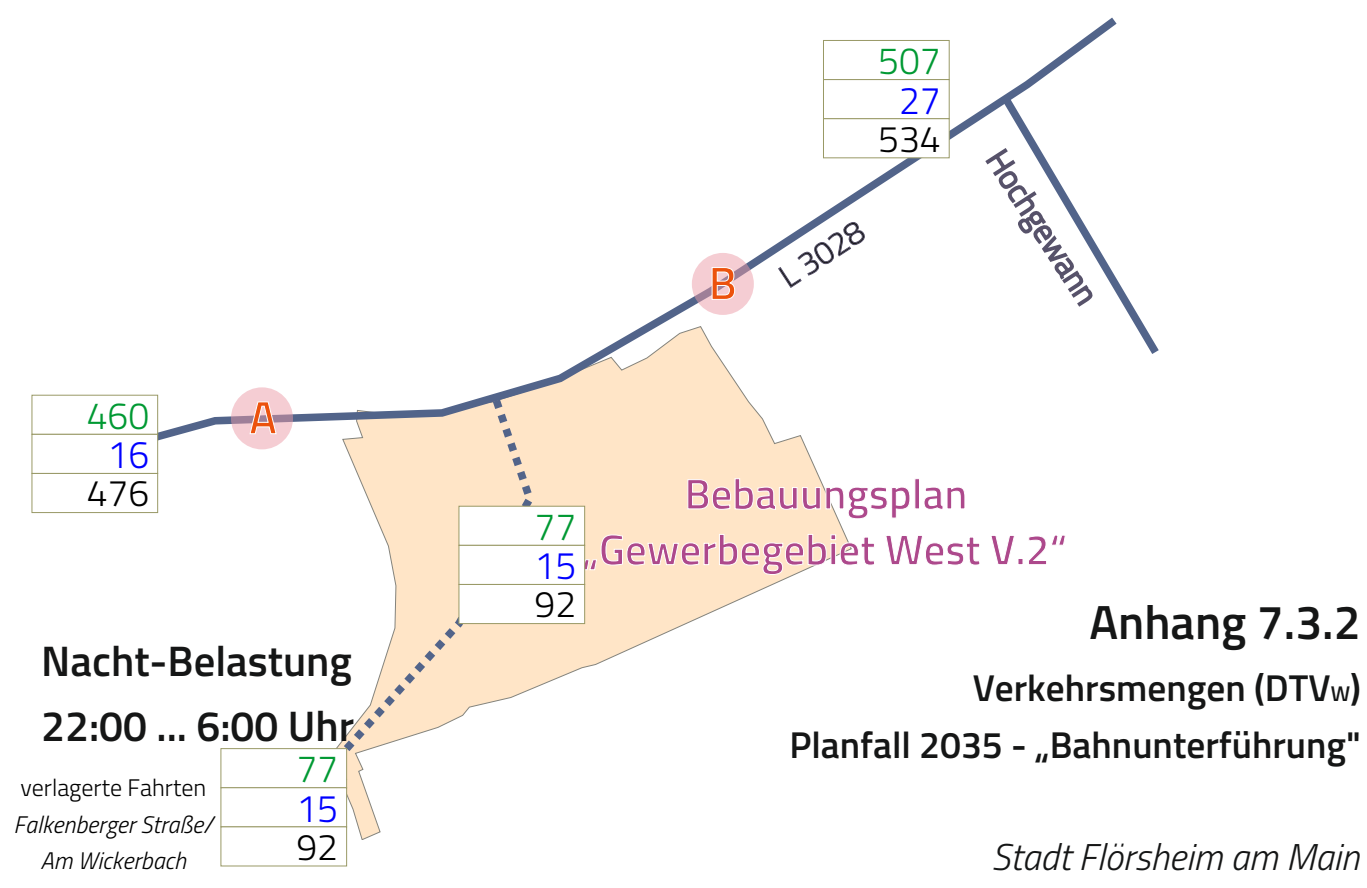 507
27
534
Hochgewann
L 3028
B
A
460
16
476
Bebauungsplan
„Gewerbegebiet West V.2“
77
15
92
Anhang 7.3.2
Verkehrsmengen (DTVw)
Planfall 2035 - „Bahnunterführung"
Nacht-Belastung
22:00 ... 6:00 Uhr
verlagerte Fahrten
Falkenberger Straße/
Am Wickerbach
77
15
92
Stadt Flörsheim am Main